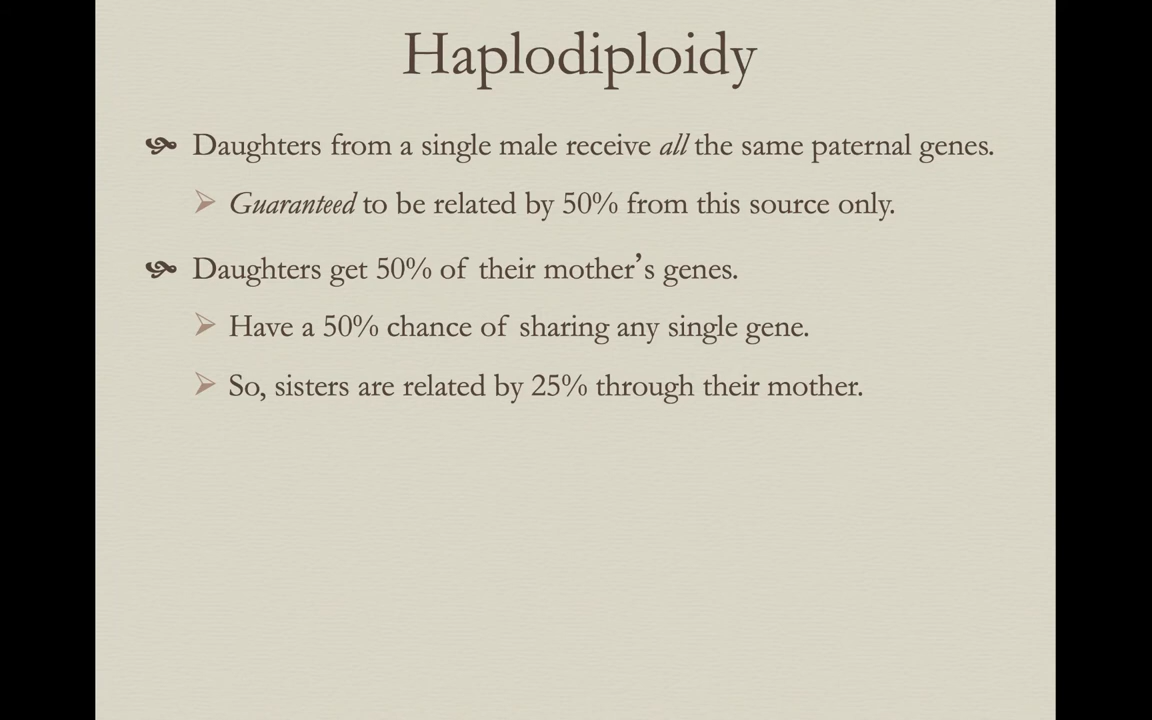 Haplodiploidy
Daughters from a single male receive all the same paternal genes.
Guaranteed to be related by 50% from this source only.
Daughters get 50% of their mother’s genes.
Have a 50% chance of sharing any single gene.
So, sisters are related by 25% through their mother.